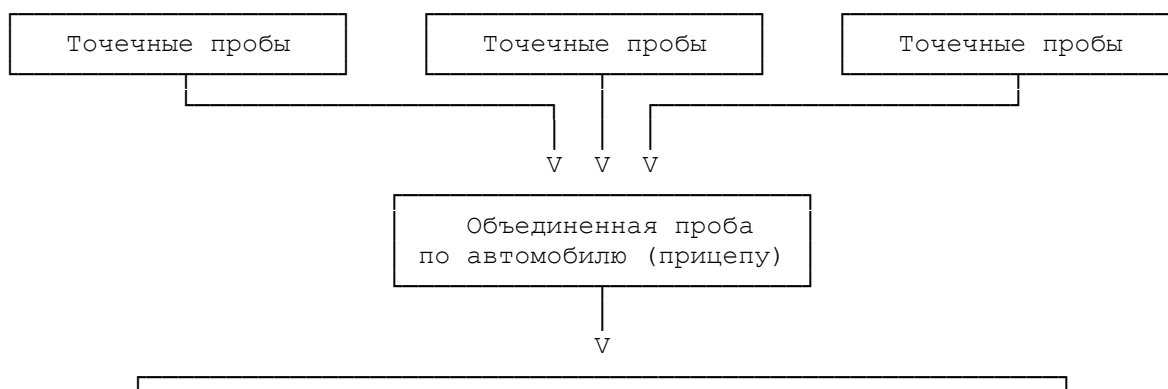 Точечные пробы Точечные пробы Точечные пробы
V V V
Объединенная проба
по автомобилю (прицепу)
V